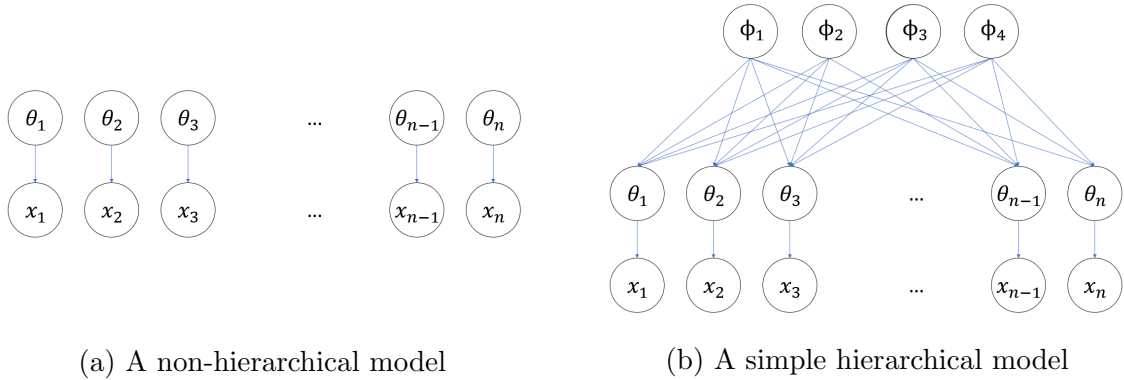 θ₁ θ₂ θ₃ ... θₙ₋₁ θₙ
x₁ x₂ x₃ ... xₙ₋₁ xₙ
(a) A non-hierarchical model
ϕ₁ ϕ₂ ϕ₃ ϕ₄
θ₁ θ₂ θ₃ ... θₙ₋₁ θₙ
x₁ x₂ x₃ ... xₙ₋₁ xₙ
(b) A simple hierarchical model